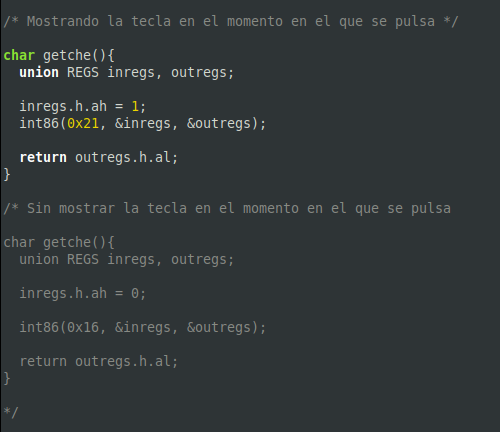 /* Mostrando la tecla en el momento en el que se pulsa */
char getche(){
union REGS inregs, outregs;
inregs.h.ah = 1;
int86(0x21, &inregs, &outregs);
return outregs.h.al;
}
/* Sin mostrar la tecla en el momento en el que se pulsa
char getche(){
union REGS inregs, outregs;
inregs.h.ah = 0;
int86(0x16, &inregs, &outregs);
return outregs.h.al;
}
*/